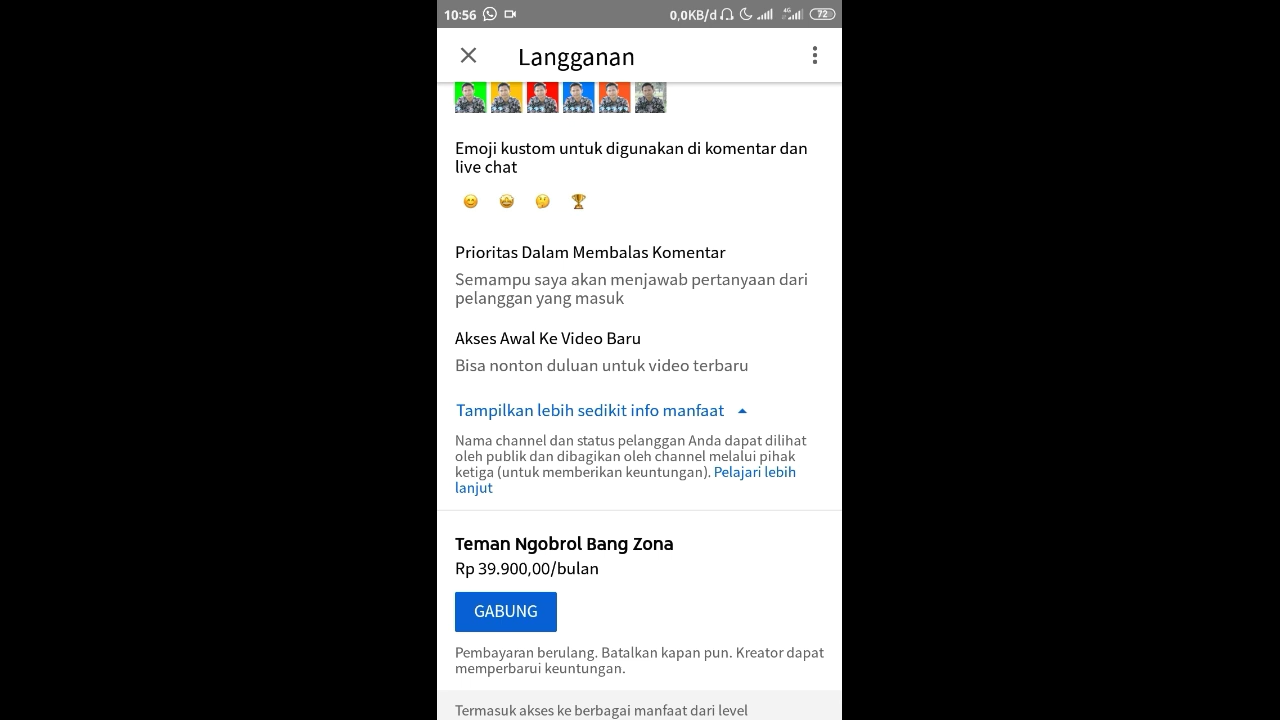 10:56
0,0KB/d
4G
72
Langganan
Emoji kustom untuk digunakan di komentar dan
live chat
Prioritas Dalam Membalas Komentar
Semampu saya akan menjawab pertanyaan dari
pelanggan yang masuk
Akses Awal Ke Video Baru
Bisa nonton duluan untuk video terbaru
Tampilkan lebih sedikit info manfaat
Nama channel dan status pelanggan Anda dapat dilihat
oleh publik dan dibagikan oleh channel melalui pihak
ketiga (untuk memberikan keuntungan). Pelajari lebih
lanjut
Teman Ngobrol Bang Zona
Rp 39.900,00/bulan
GABUNG
Pembayaran berulang. Batalkan kapan pun. Kreator dapat
memperbarui keuntungan.
Termasuk akses ke berbagai manfaat dari level